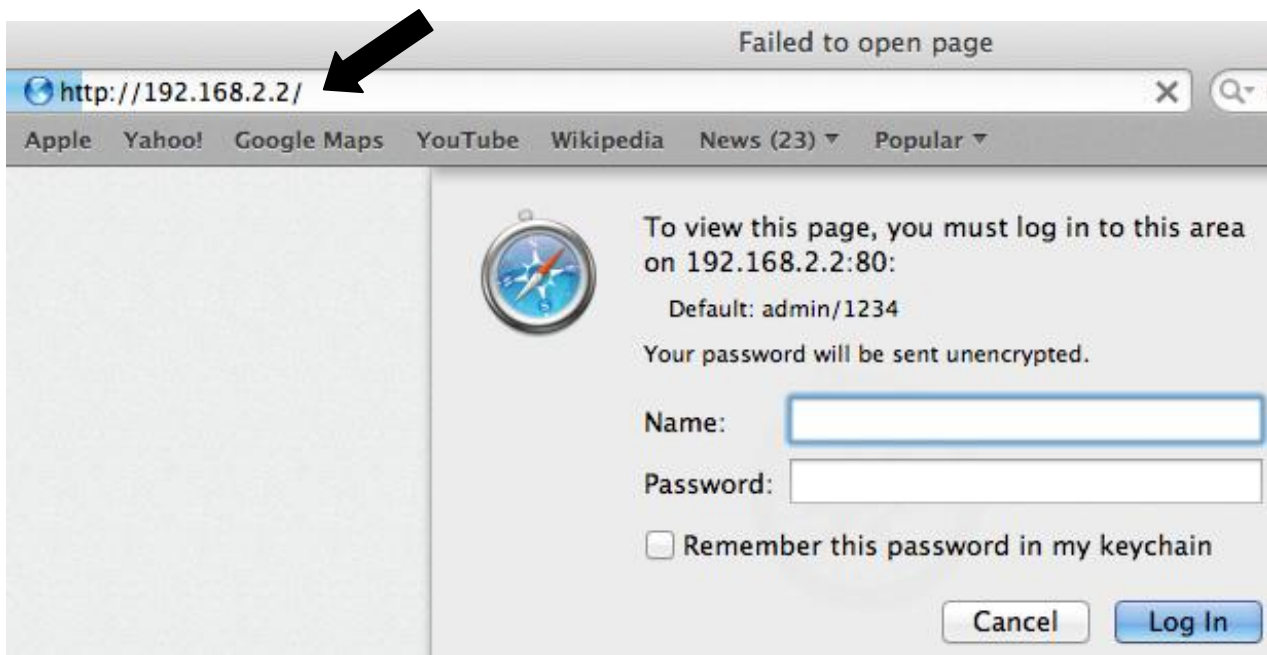 Failed to open page
http://192.168.2.2/
Apple Yahoo! Google Maps YouTube Wikipedia News (23) Popular
To view this page, you must log in to this area
on 192.168.2.2:80:
Default: admin/1234
Your password will be sent unencrypted.
Name:
Password:
Remember this password in my keychain
Cancel Log In